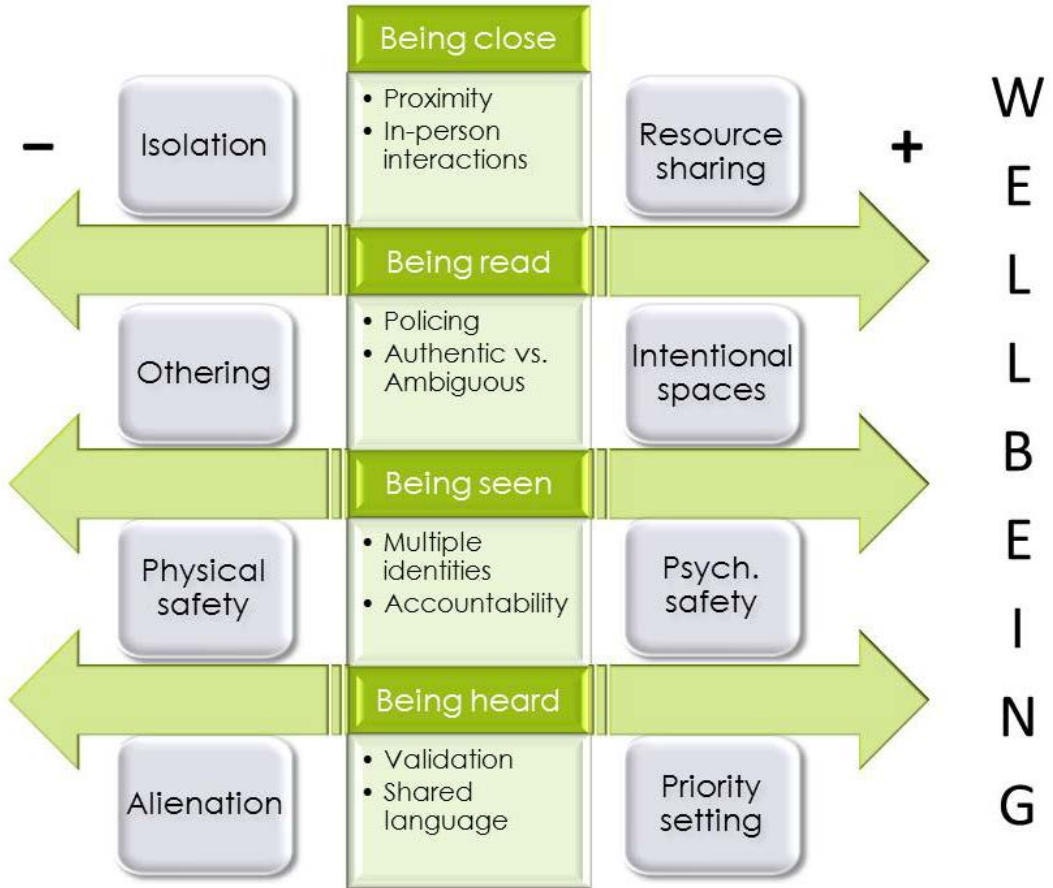 Being close
−
Isolation
• Proximity
• In-person
interactions
Resource
sharing
+
Being read
Othering
• Policing
• Authentic vs.
Ambiguous
Intentional
spaces
Being seen
Physical
safety
• Multiple
identities
• Accountability
Psych.
safety
Being heard
Alienation
• Validation
• Shared
language
Priority
setting
W
E
L
L
B
E
I
N
G